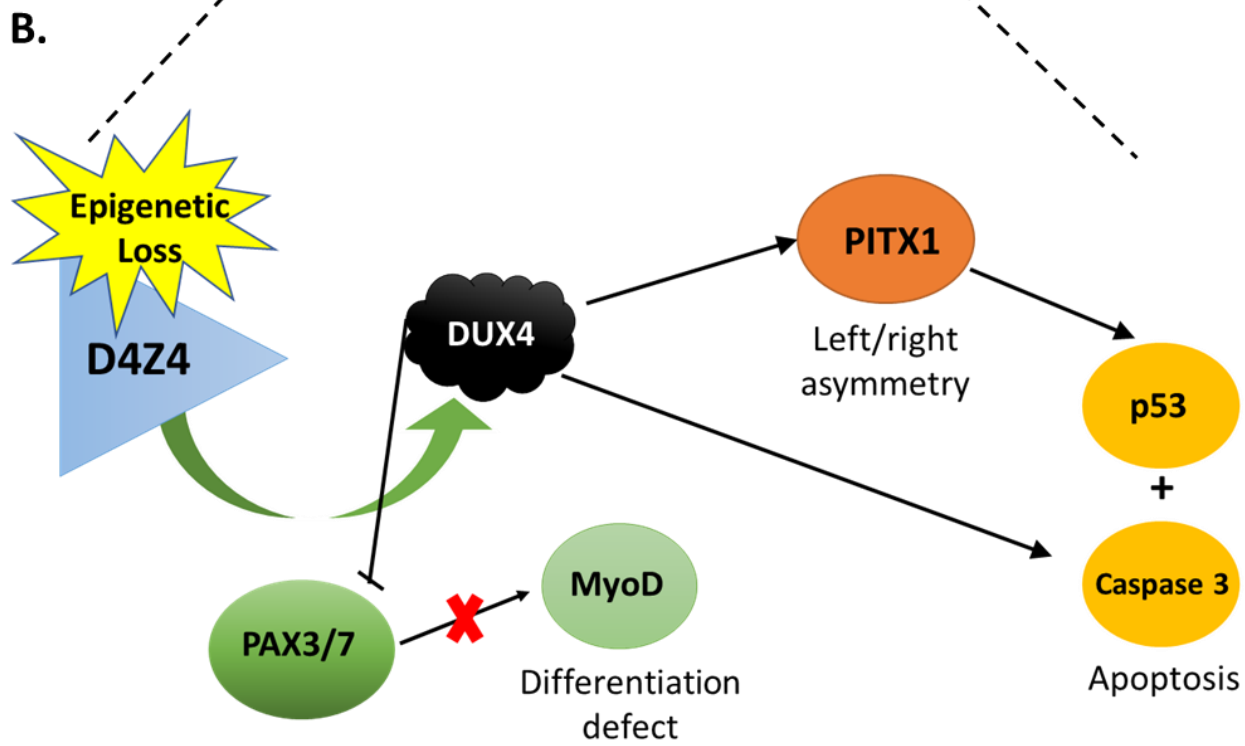 B.
Epigenetic
Loss
D4Z4
DUX4
PITX1
Left/right
asymmetry
p53
+
Caspase 3
Apoptosis
PAX3/7
MyoD
Differentiation
defect